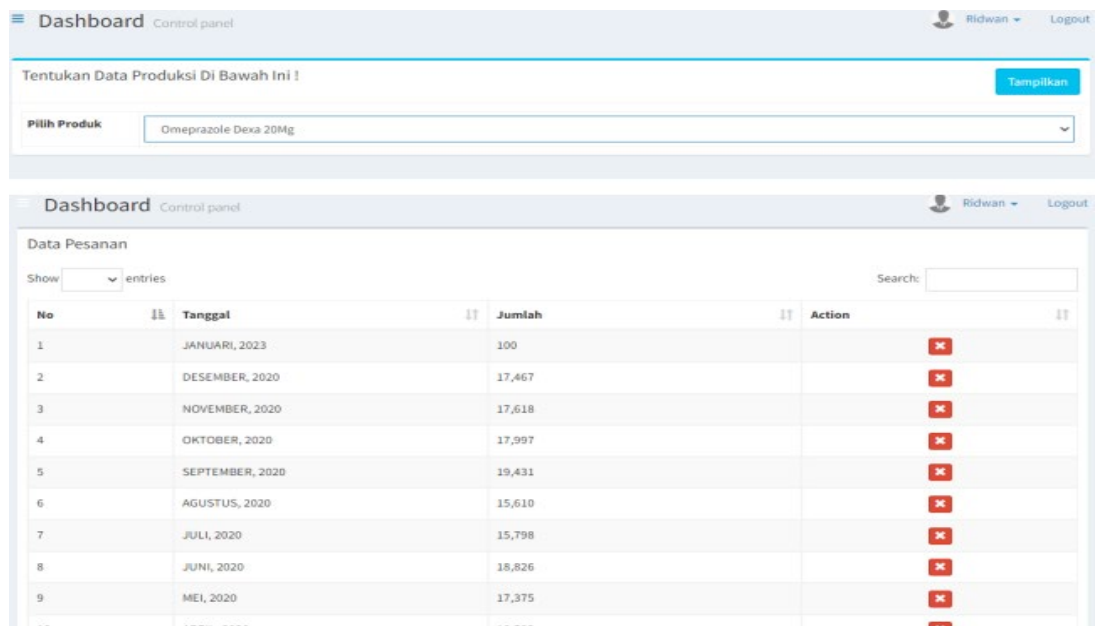 Dashboard Control panel
Ridwan
Logout
Tentukan Data Produksi Di Bawah Ini !
Tampilkan
Pilih Produk
Omeprazole Dexa 20Mg
Dashboard Control panel
Ridwan
Logout
Data Pesanan
Show entries
Search:
No Tanggal Jumlah Action
1 JANUARI, 2023 100
2 DESEMBER, 2020 17,467
3 NOVEMBER, 2020 17,618
4 OKTOBER, 2020 17,997
5 SEPTEMBER, 2020 19,431
6 AGUSTUS, 2020 15,610
7 JULI, 2020 15,798
8 JUNI, 2020 18,826
9 MEI, 2020 17,375